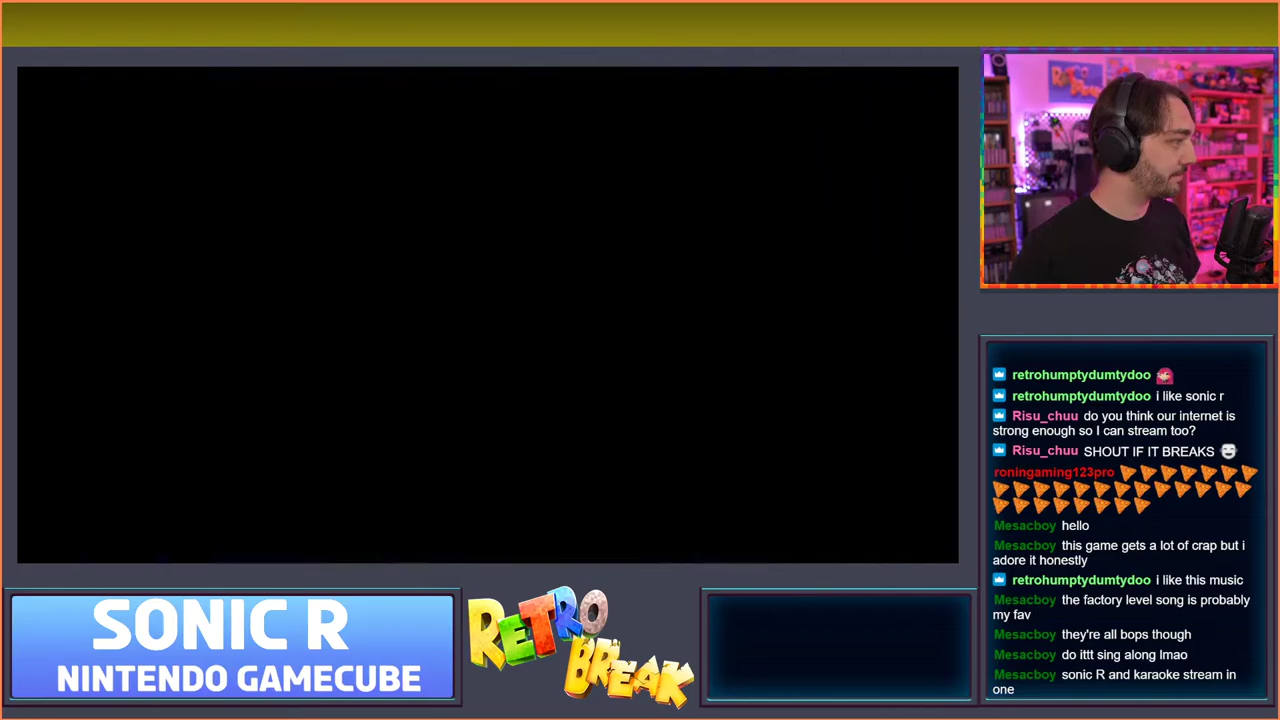 retrohumptydumtydoo
retrohumptydumtydoo i like sonic r
Risu_chuu do you think our internet is
strong enough so I can stream too?
Risu_chuu SHOUT IF IT BREAKS
roningaming123pro
Mesacboy hello
Mesacboy this game gets a lot of crap but i
adore it honestly
retrohumptydumtydoo i like this music
Mesacboy the factory level song is probably
my fav
Mesacboy they're all bops though
Mesacboy do ittt sing along lmao
Mesacboy sonic R and karaoke stream in
one
SONIC R
NINTENDO GAMECUBE
RETRO
BREAK